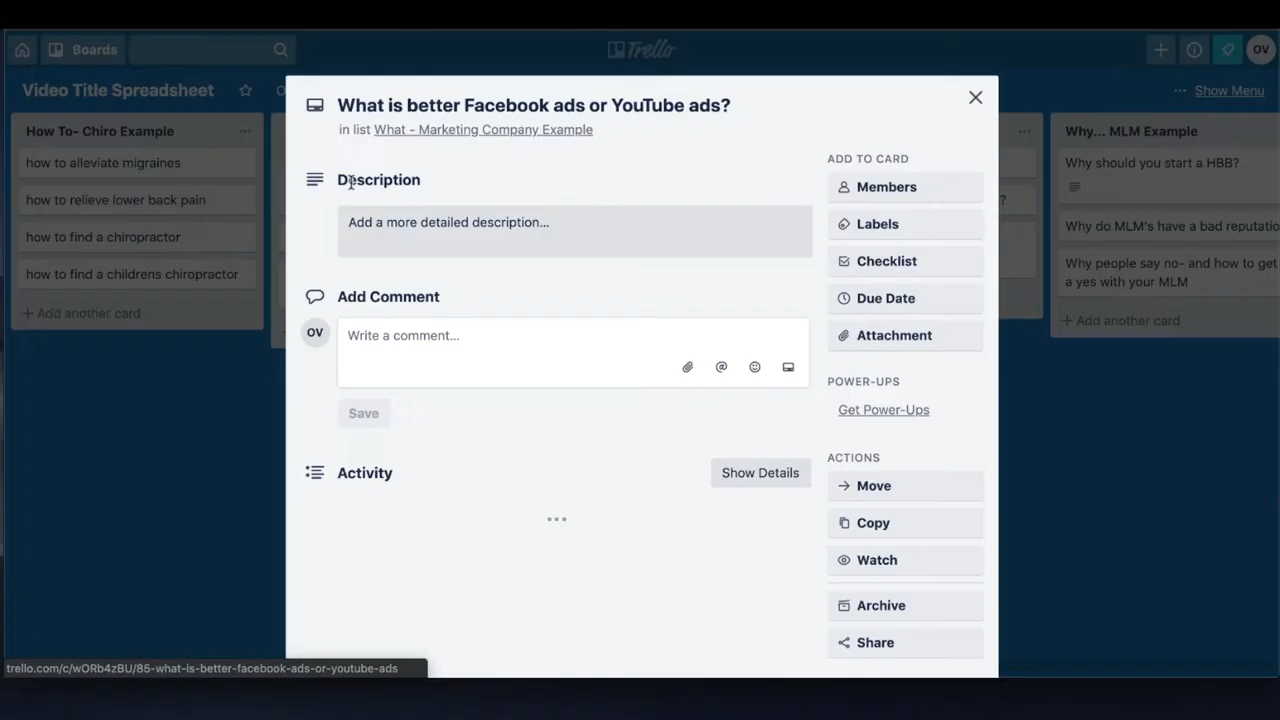 Boards
Trello
OV
Video Title Spreadsheet
Show Menu
How To- Chiro Example
how to alleviate migraines
how to relieve lower back pain
how to find a chiropractor
how to find a childrens chiropractor
+ Add another card
What is better Facebook ads or YouTube ads?
in list What - Marketing Company Example
Description
Add a more detailed description...
Add Comment
OV
Write a comment...
Save
Activity
Show Details
ADD TO CARD
Members
Labels
Checklist
Due Date
Attachment
POWER-UPS
Get Power-Ups
ACTIONS
Move
Copy
Watch
Archive
Share
?
Why... MLM Example
Why should you start a HBB?
Why do MLM's have a bad reputatio
Why people say no- and how to get
a yes with your MLM
+ Add another card
trello.com/c/wORb4zBU/85-what-is-better-facebook-ads-or-youtube-ads